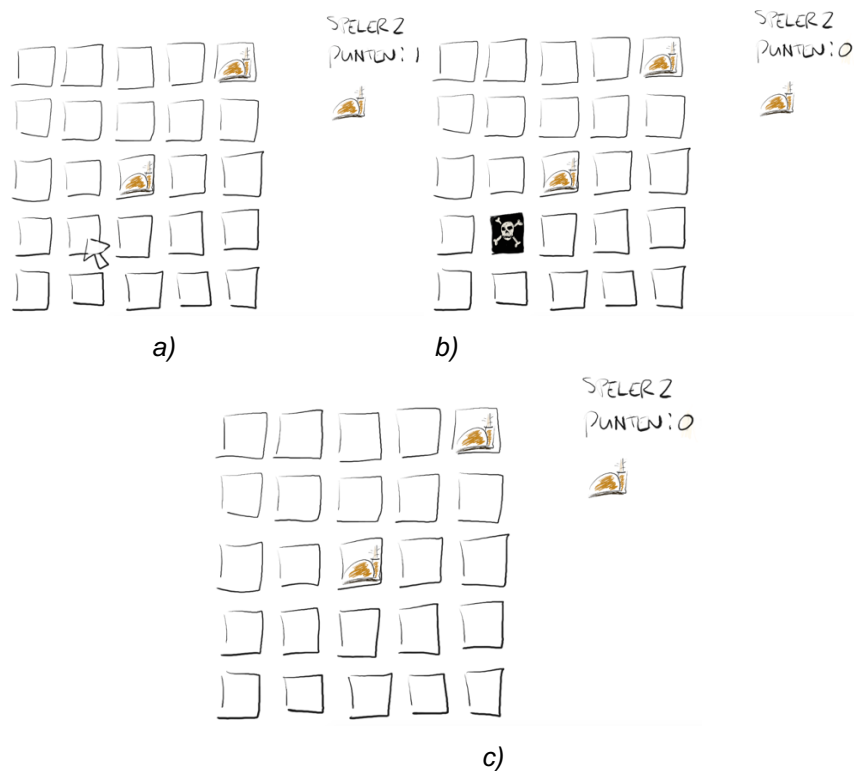 SPELER 2
PUNTEN: 1
SPELER 2
PUNTEN: 0
a)
b)
SPELER 2
PUNTEN: 0
c)